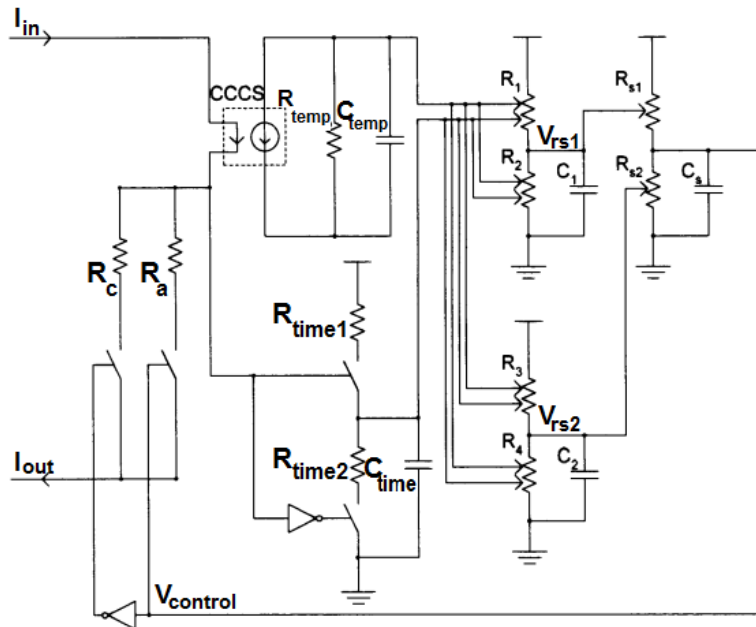 I_in
CCCS
R_temp,
C_temp
R_1
R_s1
V_rs1
R_2
C_1
R_s2
C_s
R_c
R_a
R_time1
R_3
V_rs2
R_4
C_2
R_time2
C_time
I_out
V_control